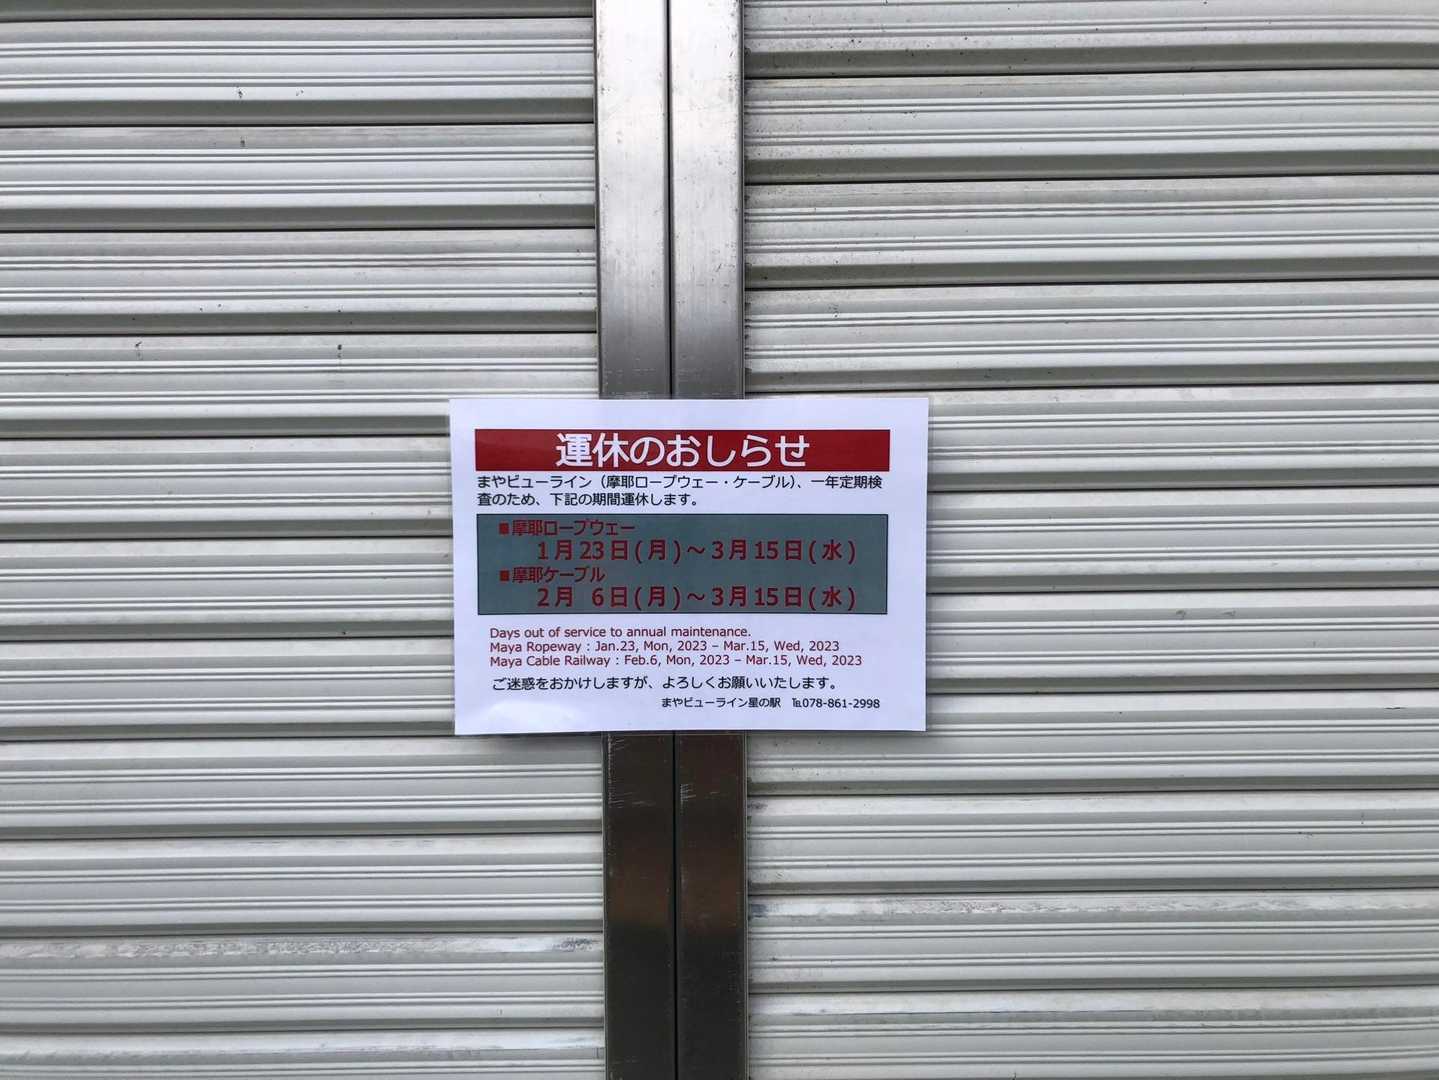 運休のおしらせ
まやビューライン（摩耶ロープウェー・ケーブル）、一年定期検
査のため、下記の期間運休します。
■摩耶ロープウェー
1月23日(月)～3月15日(水)
■摩耶ケーブル
2月 6日(月)～3月15日(水)
Days out of service to annual maintenance.
Maya Ropeway : Jan.23, Mon, 2023 – Mar.15, Wed, 2023
Maya Cable Railway : Feb.6, Mon, 2023 – Mar.15, Wed, 2023
ご迷惑をおかけしますが、よろしくお願いいたします。
まやビューライン星の駅 ℡078-861-2998